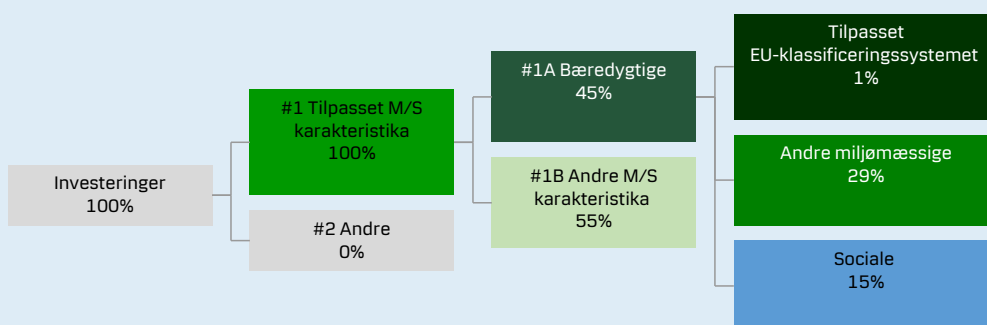 Investeringer
100%
#1 Tilpasset M/S
karakteristika
100%
#2 Andre
0%
#1A Bæredygtige
45%
#1B Andre M/S
karakteristika
55%
Tilpasset
EU-klassificeringssystemet
1%
Andre miljømæssige
29%
Sociale
15%